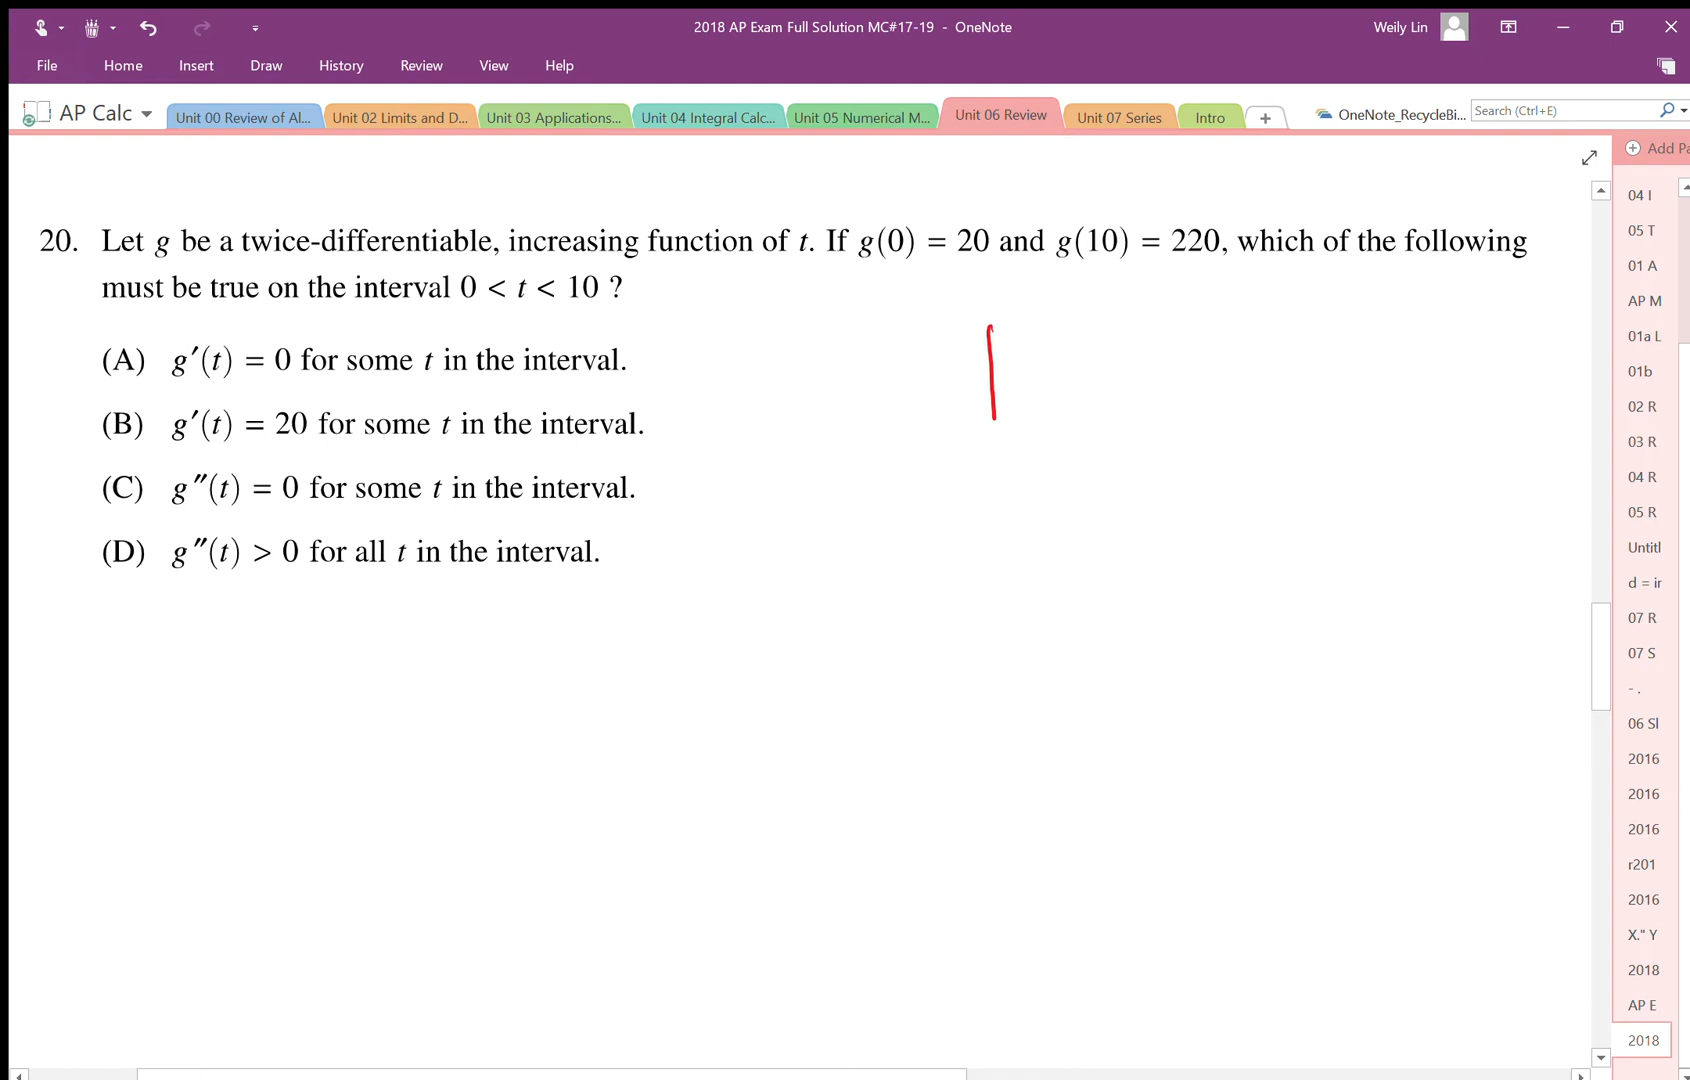 2018 AP Exam Full Solution MC#17-19 - OneNote
Weily Lin
File Home Insert Draw History Review View Help
AP Calc
Unit 00 Review of Al...
Unit 02 Limits and D...
Unit 03 Applications...
Unit 04 Integral Calc...
Unit 05 Numerical M...
Unit 06 Review
Unit 07 Series
Intro
+
OneNote_RecycleBi...
Search (Ctrl+E)
Add Pa
20. Let g be a twice-differentiable, increasing function of t. If g(0) = 20 and g(10) = 220, which of the following
must be true on the interval 0 < t < 10 ?
(A) g′(t) = 0 for some t in the interval.
(B) g′(t) = 20 for some t in the interval.
(C) g″(t) = 0 for some t in the interval.
(D) g″(t) > 0 for all t in the interval.
04 I
05 T
01 A
AP M
01a L
01b
02 R
03 R
04 R
05 R
Untitl
d = ir
07 R
07 S
- .
06 Sl
2016
2016
2016
r201
2016
X." Y
2018
AP E
2018